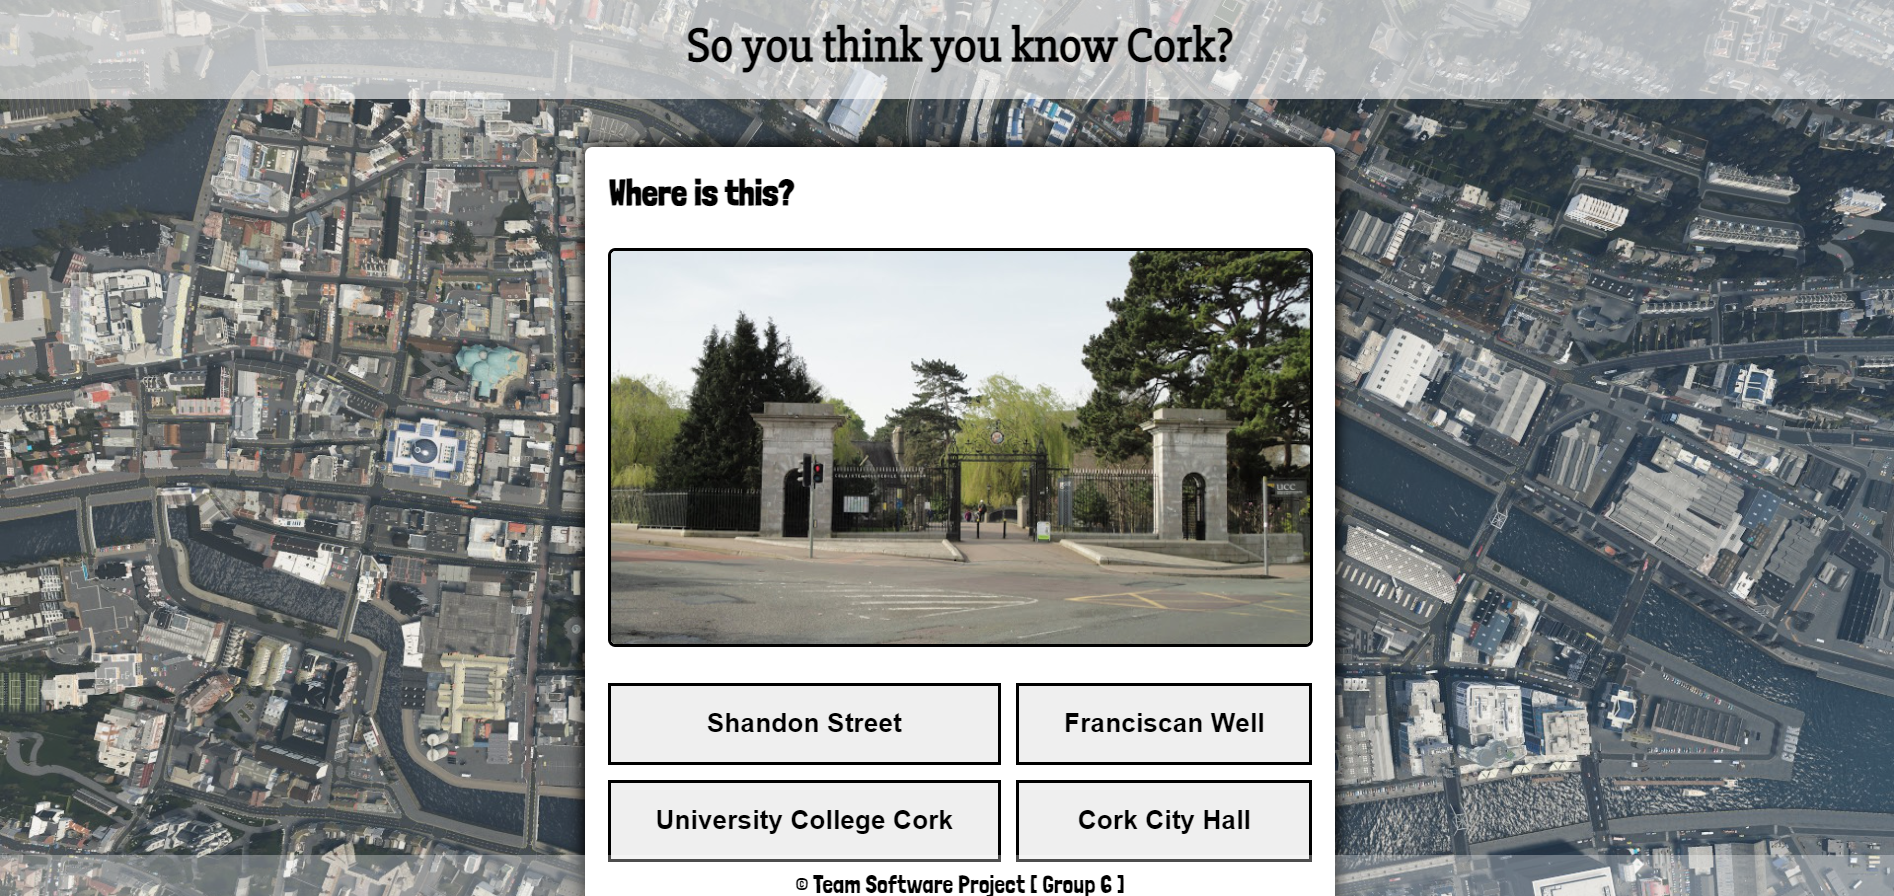 So you think you know Cork?
Where is this?
UCC
Shandon Street
Franciscan Well
University College Cork
Cork City Hall
CORK
© Team Software Project [ Group 6 ]